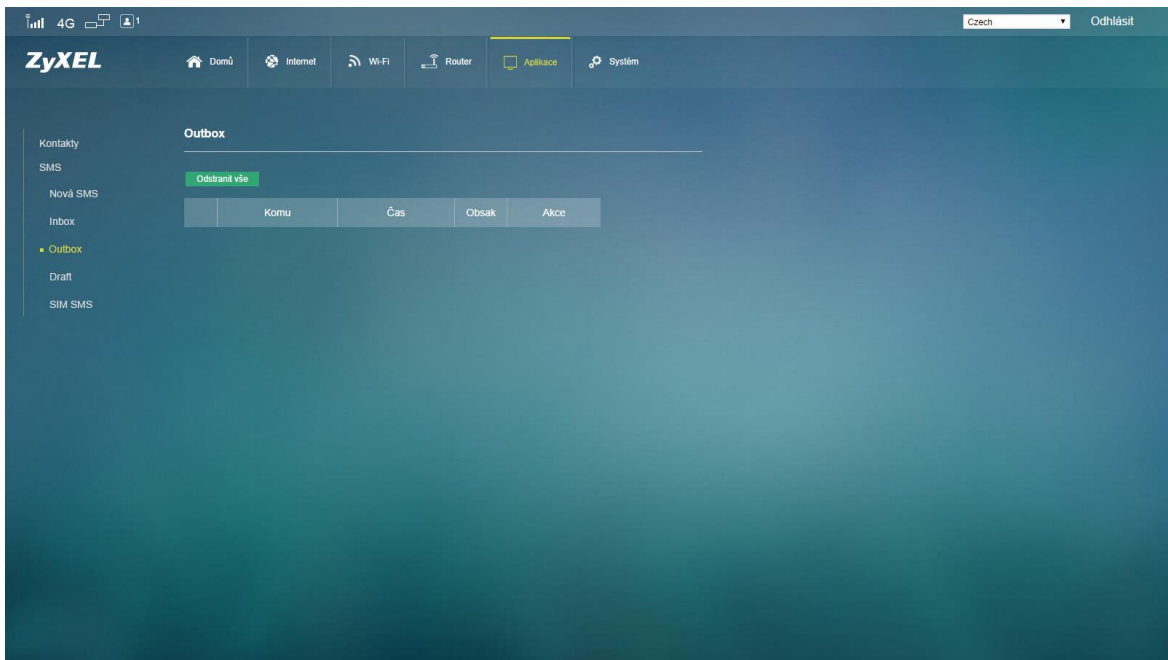 4G 1 Czech Odhlásit
ZyXEL Domů Internet Wi-Fi Router Aplikace Systém
Outbox
Kontakty
SMS
Odstranit vše
Nová SMS
Komu Čas Obsak Akce
Inbox
Outbox
Draft
SIM SMS